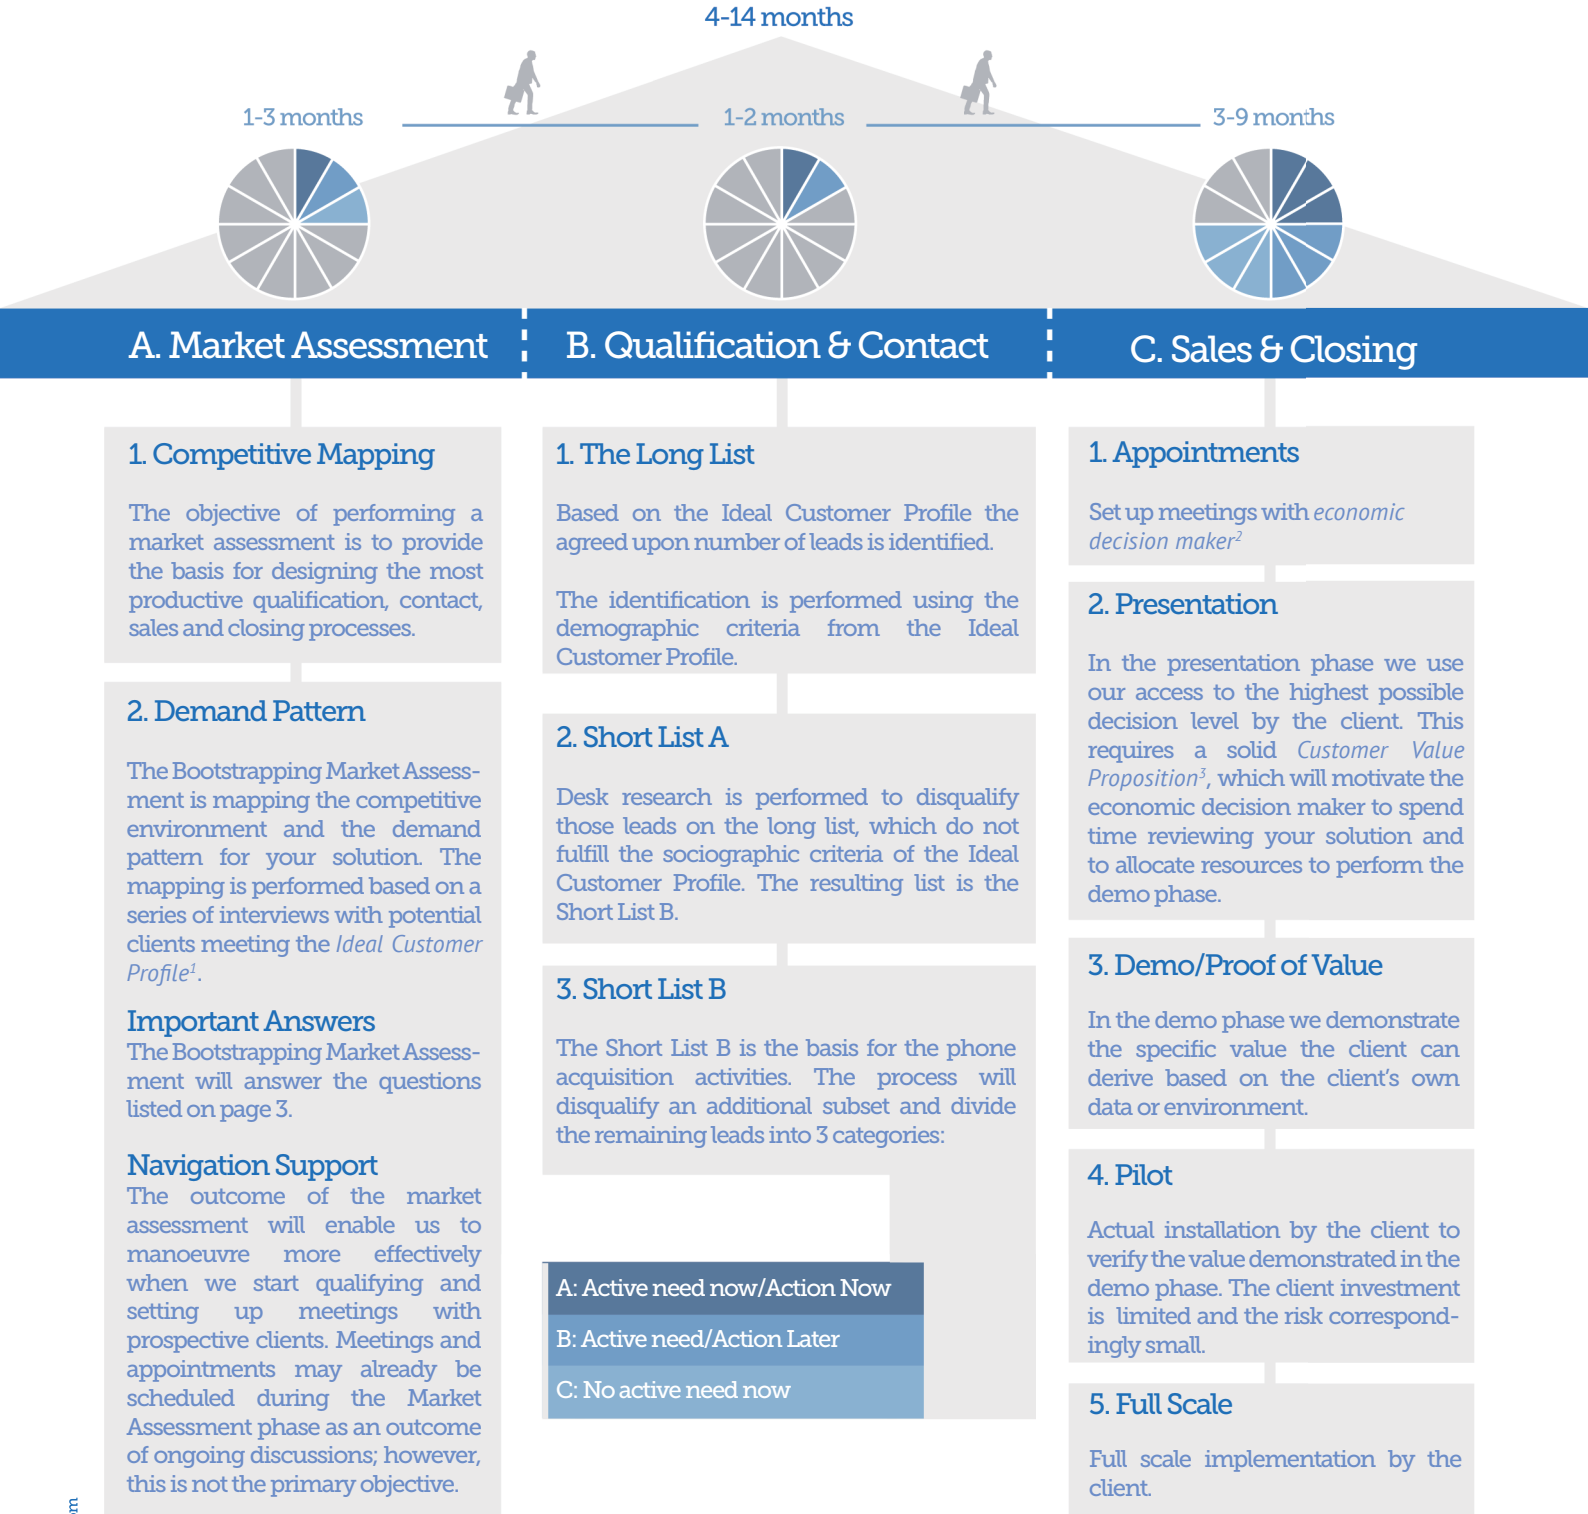 4-14 months
1-3 months
1-2 months
3-9 months
A. Market Assessment
B. Qualification & Contact
C. Sales & Closing
1. Competitive Mapping
The objective of performing a
market assessment is to provide
the basis for designing the most
productive qualification, contact,
sales and closing processes.
2. Demand Pattern
The Bootstrapping Market Assess-
ment is mapping the competitive
environment and the demand
pattern for your solution. The
mapping is performed based on a
series of interviews with potential
clients meeting the Ideal Customer
Profile¹.
Important Answers
The Bootstrapping Market Assess-
ment will answer the questions
listed on page 3.
Navigation Support
The outcome of the market
assessment will enable us to
manoeuvre more effectively
when we start qualifying and
setting up meetings with
prospective clients. Meetings and
appointments may already be
scheduled during the Market
Assessment phase as an outcome
of ongoing discussions; however,
this is not the primary objective.
1. The Long List
Based on the Ideal Customer Profile the
agreed upon number of leads is identified.
The identification is performed using the
demographic criteria from the Ideal
Customer Profile.
2. Short List A
Desk research is performed to disqualify
those leads on the long list, which do not
fulfill the sociographic criteria of the Ideal
Customer Profile. The resulting list is the
Short List B.
3. Short List B
The Short List B is the basis for the phone
acquisition activities. The process will
disqualify an additional subset and divide
the remaining leads into 3 categories:
A: Active need now/Action Now
B: Active need/Action Later
C: No active need now
1. Appointments
Set up meetings with economic
decision maker²
2. Presentation
In the presentation phase we use
our access to the highest possible
decision level by the client. This
requires a solid Customer Value
Proposition³, which will motivate the
economic decision maker to spend
time reviewing your solution and
to allocate resources to perform the
demo phase.
3. Demo/Proof of Value
In the demo phase we demonstrate
the specific value the client can
derive based on the client's own
data or environment.
4. Pilot
Actual installation by the client to
verify the value demonstrated in the
demo phase. The client investment
is limited and the risk correspond-
ingly small.
5. Full Scale
Full scale implementation by the
client.